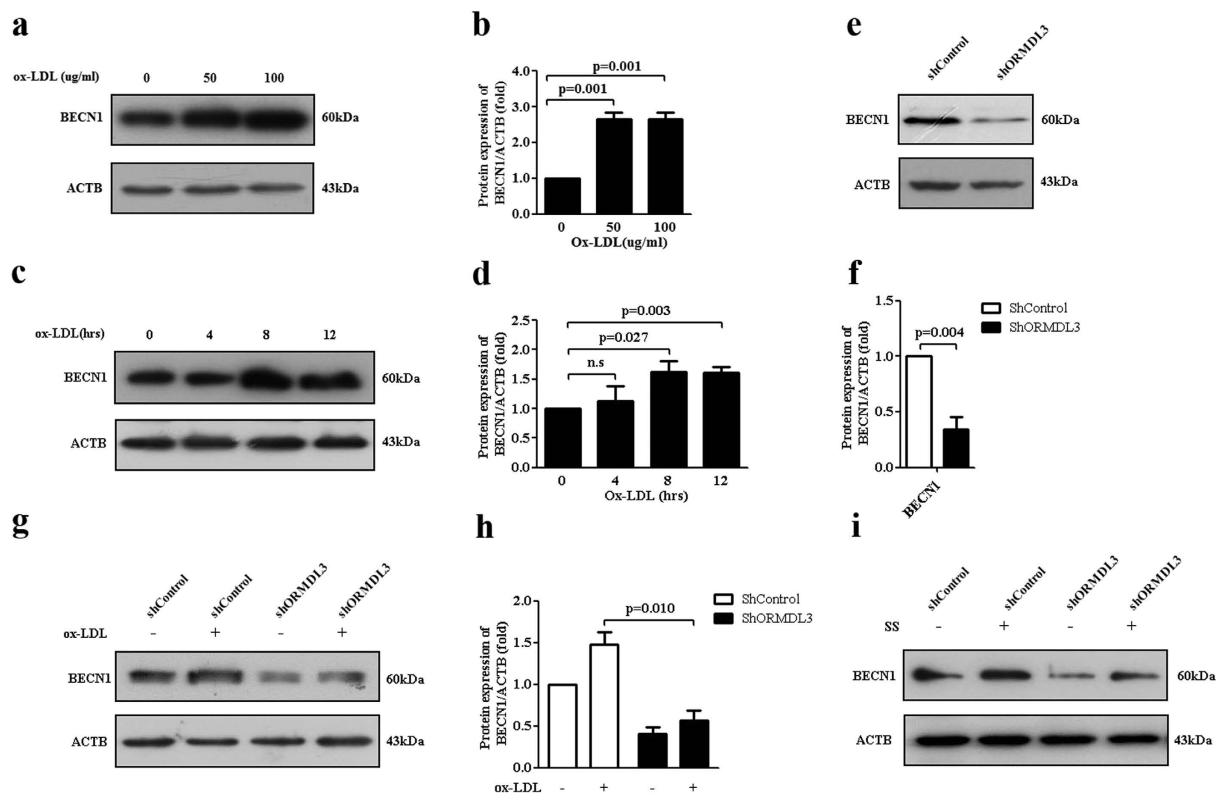 a
ox-LDL (ug/ml) 0 50 100
BECN1 60kDa
ACTB 43kDa
b
Protein expression of
BECN1/ACTB (fold)
4.0
3.0
2.0
1.0
0.0
p=0.001
p=0.001
0 50 100
Ox-LDL(ug/ml)
e
shControl shORMDL3
BECN1 60kDa
ACTB 43kDa
c
ox-LDL(hrs) 0 4 8 12
BECN1 60kDa
ACTB 43kDa
d
Protein expression of
BECN1/ACTB (fold)
2.5
2.0
1.5
1.0
0.5
0.0
p=0.003
p=0.027
n.s
0 4 8 12
Ox-LDL (hrs)
f
ShControl
ShORMDL3
Protein expression of
BECN1/ACTB (fold)
1.5
1.0
0.5
0.0
p=0.004
BECN1
g
shControl shControl shORMDL3 shORMDL3
ox-LDL - + - +
BECN1 60kDa
ACTB 43kDa
h
Protein expression of
BECN1/ACTB (fold)
2.0
1.5
1.0
0.5
0.0
p=0.010
ShControl
ShORMDL3
ox-LDL - + - +
i
shControl shControl shORMDL3 shORMDL3
SS - + - +
BECN1 60kDa
ACTB 43kDa